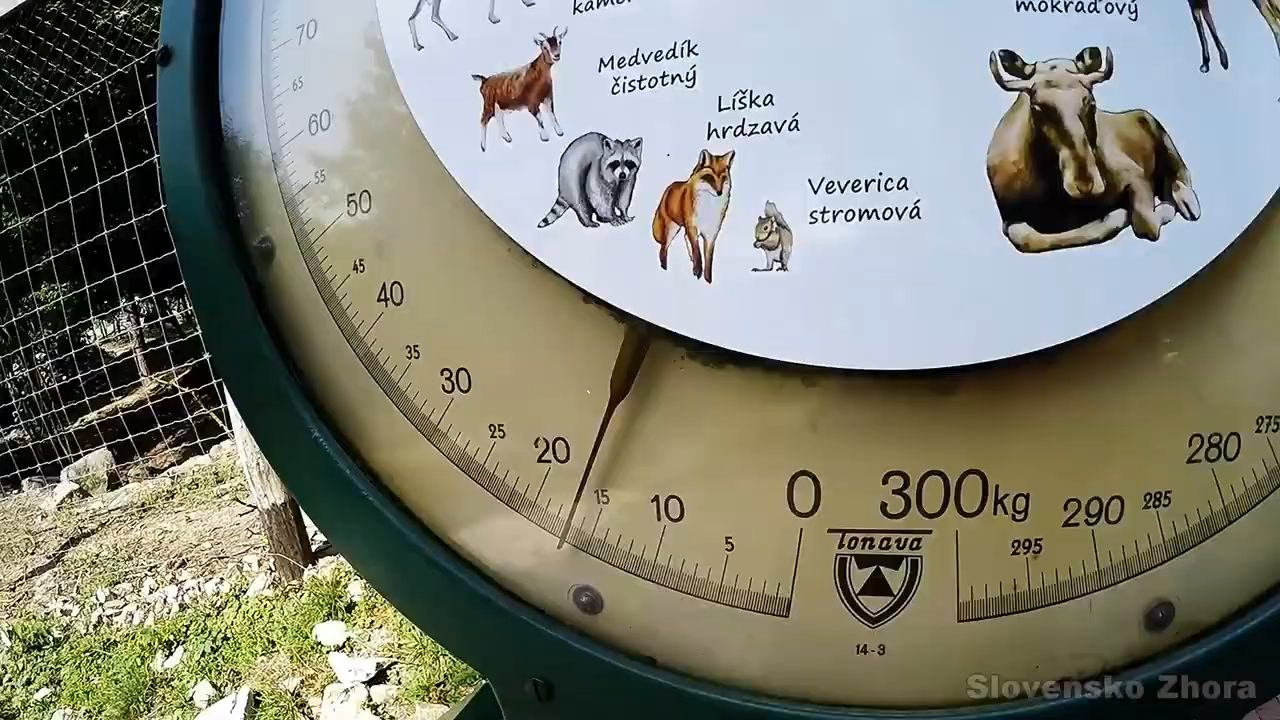 mokraďový
Medvedík
čistotný
Líška
hrdzavá
Veverica
stromová
70
65
60
55
50
45
40
35
30
25
20
15
10
5
0
300kg
295
290
285
280
275
Tonava
14-3
Slovensko Zhora